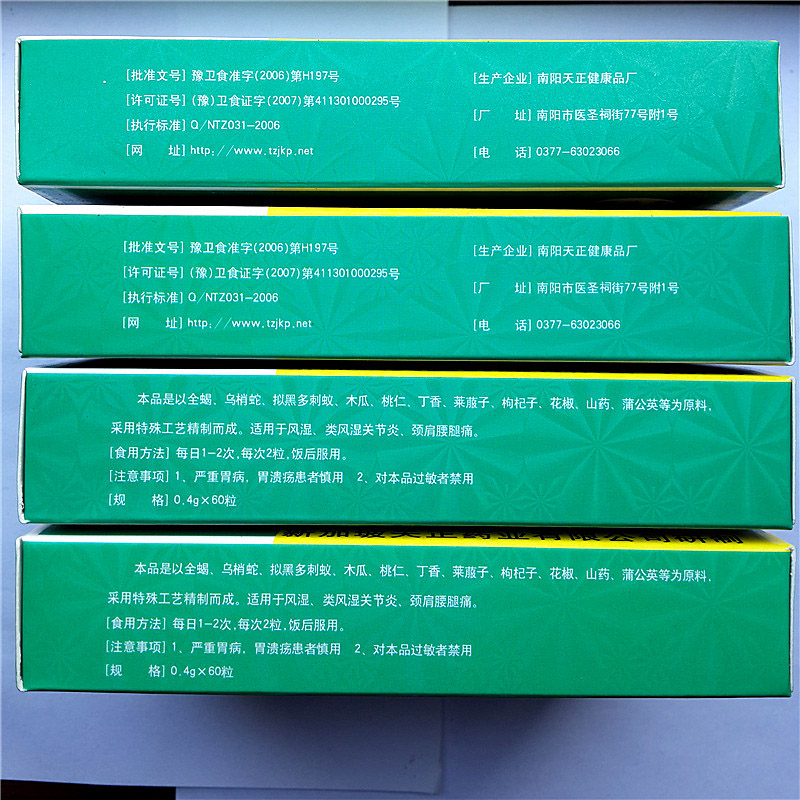 [批准文号] 豫卫食准字(2006)第H197号
[许可证号] (豫)卫食证字(2007)第411301000295号
[执行标准] Q/NTZ031-2006
[网 址] http://www.tzjkp.net
[生产企业] 南阳天正健康品厂
[厂 址] 南阳市医圣祠街77号附1号
[电 话] 0377-63023066
[批准文号] 豫卫食准字(2006)第H197号
[许可证号] (豫)卫食证字(2007)第411301000295号
[执行标准] Q/NTZ031-2006
[网 址] http://www.tzjkp.net
[生产企业] 南阳天正健康品厂
[厂 址] 南阳市医圣祠街77号附1号
[电 话] 0377-63023066
本品是以全蝎、乌梢蛇、拟黑多刺蚁、木瓜、桃仁、丁香、莱菔子、枸杞子、花椒、山药、蒲公英等为原料，
采用特殊工艺精制而成。适用于风湿、类风湿关节炎、颈肩腰腿痛。
[食用方法] 每日1-2次，每次2粒，饭后服用。
[注意事项] 1、严重胃病，胃溃疡患者慎用 2、对本品过敏者禁用
[规 格] 0.4g×60粒
本品是以全蝎、乌梢蛇、拟黑多刺蚁、木瓜、桃仁、丁香、莱菔子、枸杞子、花椒、山药、蒲公英等为原料，
采用特殊工艺精制而成。适用于风湿、类风湿关节炎、颈肩腰腿痛。
[食用方法] 每日1-2次，每次2粒，饭后服用。
[注意事项] 1、严重胃病，胃溃疡患者慎用 2、对本品过敏者禁用
[规 格] 0.4g×60粒